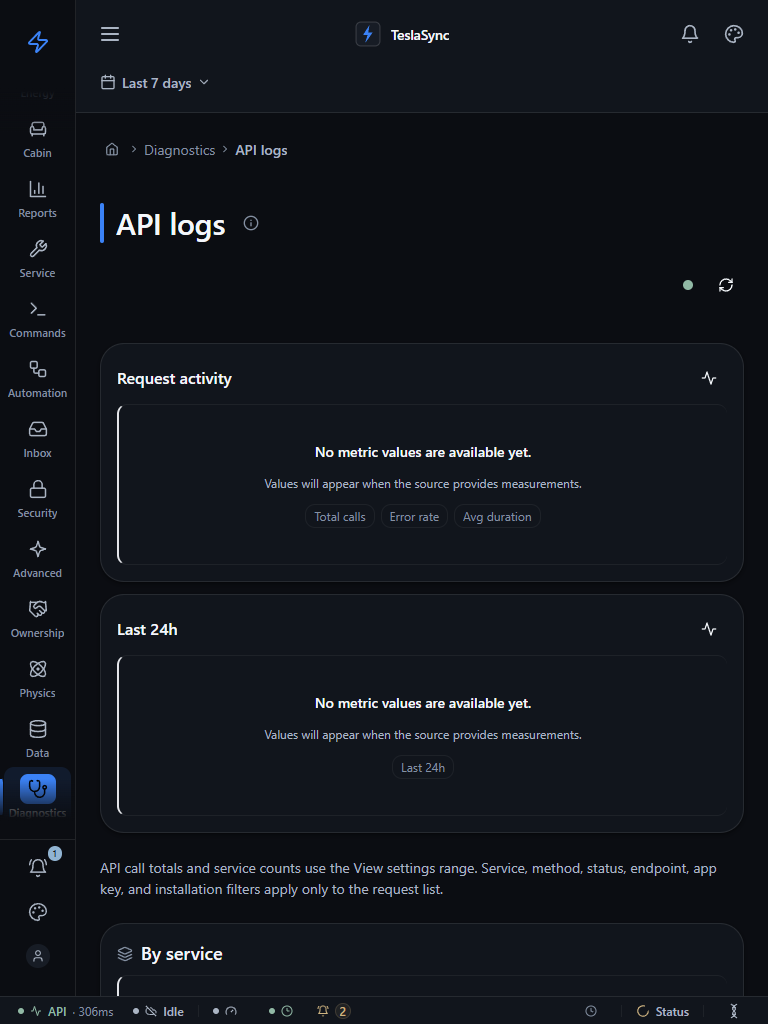 TeslaSync
Last 7 days
Energy
Cabin
Reports
Service
Commands
Automation
Inbox
Security
Advanced
Ownership
Physics
Data
Diagnostics
1
Diagnostics > API logs
API logs
Request activity
No metric values are available yet.
Values will appear when the source provides measurements.
Total calls Error rate Avg duration
Last 24h
No metric values are available yet.
Values will appear when the source provides measurements.
Last 24h
API call totals and service counts use the View settings range. Service, method, status, endpoint, app
key, and installation filters apply only to the request list.
By service
API · 306ms Idle 2 Status